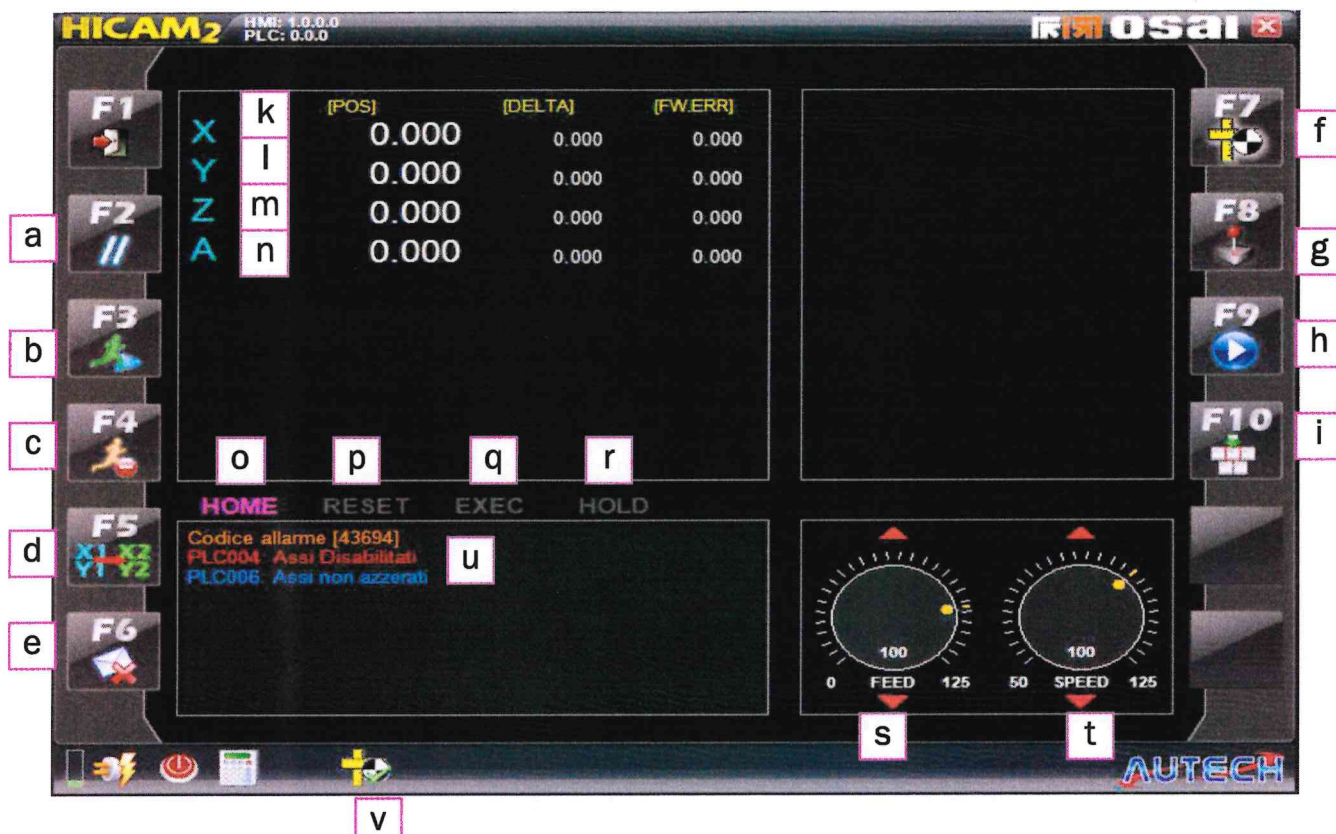 HICAM2 HMI: 1.0.0.0 osai
PLC: 0.0.0
F1 k [POS] [DELTA] [FW.ERR] F7 f
X 0.000 0.000 0.000
l
Y 0.000 0.000 0.000
a F2 Z m 0.000 0.000 0.000 F8 g
A n 0.000 0.000 0.000
b F3 F9 h
c F4 F10 i
o p q r
HOME RESET EXEC HOLD
d F5
X1 X2
Y1 Y2
Codice allarme [43694]
PLC004: Assi Disabilitati u
PLC006: Assi non azzerati
e F6
100 100
0 FEED 125 50 SPEED 125
s t
AUTECH
v